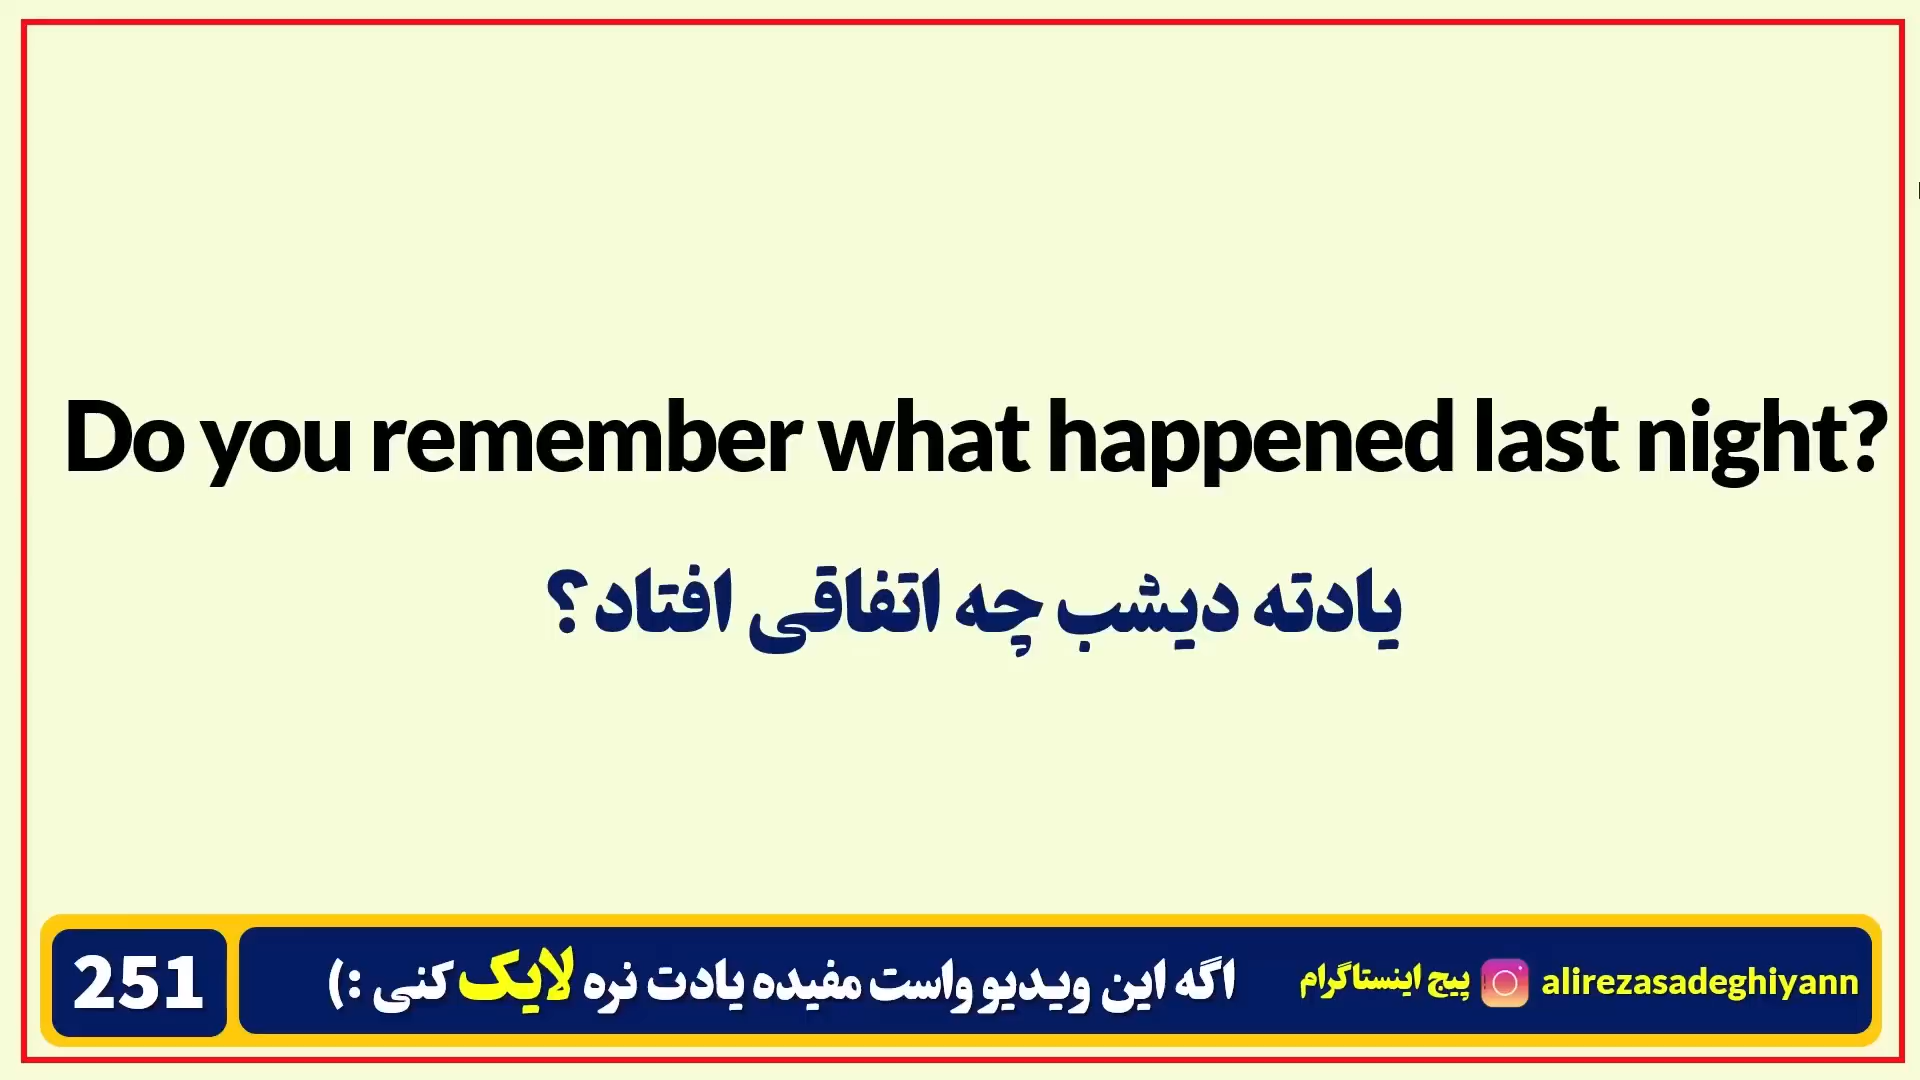 Do you remember what happened last night?
یادته دیشب چه اتفاقی افتاد؟
251
اگه این ویدیو واست مفیده یادت نره لایک کنی :)
پیج اینستاگرام alirezasadeghiyann